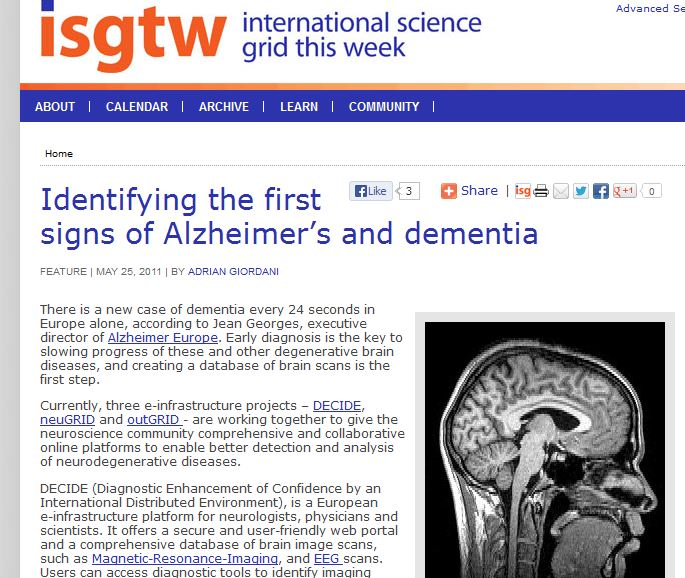 Advanced Se
isgtw international science
grid this week
ABOUT | CALENDAR | ARCHIVE | LEARN | COMMUNITY |
Home
Identifying the first
signs of Alzheimer's and dementia
Like 3 Share | isg g +1 0
FEATURE | MAY 25, 2011 | BY ADRIAN GIORDANI
There is a new case of dementia every 24 seconds in
Europe alone, according to Jean Georges, executive
director of Alzheimer Europe. Early diagnosis is the key to
slowing progress of these and other degenerative brain
diseases, and creating a database of brain scans is the
first step.
Currently, three e-infrastructure projects – DECIDE,
neuGRID and outGRID - are working together to give the
neuroscience community comprehensive and collaborative
online platforms to enable better detection and analysis
of neurodegenerative diseases.
DECIDE (Diagnostic Enhancement of Confidence by an
International Distributed Environment), is a European
e-infrastructure platform for neurologists, physicians and
scientists. It offers a secure and user-friendly web portal
and a comprehensive database of brain image scans,
such as Magnetic-Resonance-Imaging, and EEG scans.
Users can access diagnostic tools to identify imaging